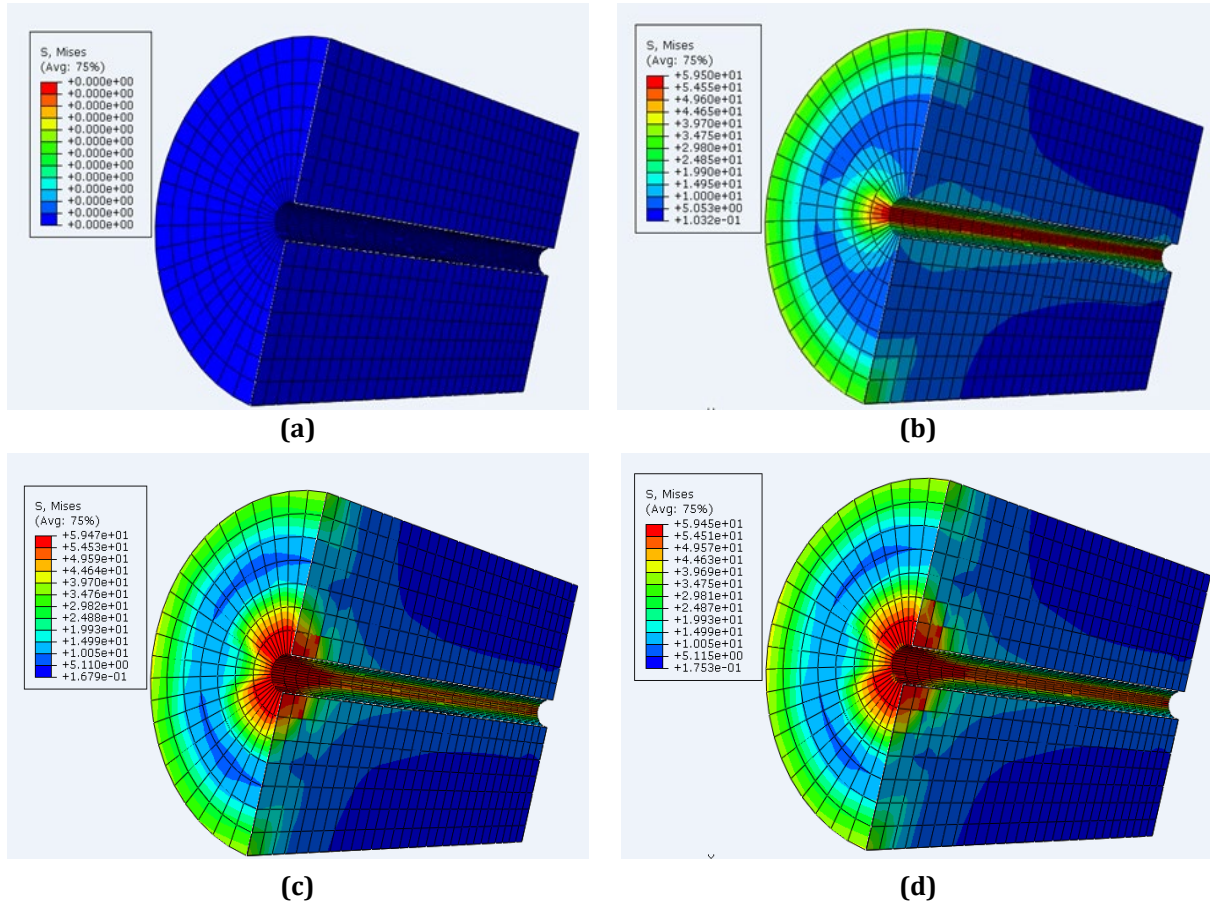 S, Mises
(Avg: 75%)
+0.000e+00
+0.000e+00
+0.000e+00
+0.000e+00
+0.000e+00
+0.000e+00
+0.000e+00
+0.000e+00
+0.000e+00
+0.000e+00
+0.000e+00
+0.000e+00
+0.000e+00
(a)
S, Mises
(Avg: 75%)
+5.950e+01
+5.455e+01
+4.960e+01
+4.465e+01
+3.970e+01
+3.475e+01
+2.980e+01
+2.485e+01
+1.990e+01
+1.495e+01
+1.000e+01
+5.053e+00
+1.032e-01
(b)
S, Mises
(Avg: 75%)
+5.947e+01
+5.453e+01
+4.959e+01
+4.464e+01
+3.970e+01
+3.476e+01
+2.982e+01
+2.488e+01
+1.993e+01
+1.499e+01
+1.005e+01
+5.110e+00
+1.679e-01
(c)
S, Mises
(Avg: 75%)
+5.945e+01
+5.451e+01
+4.957e+01
+4.463e+01
+3.969e+01
+3.475e+01
+2.981e+01
+2.487e+01
+1.993e+01
+1.499e+01
+1.005e+01
+5.115e+00
+1.753e-01
(d)